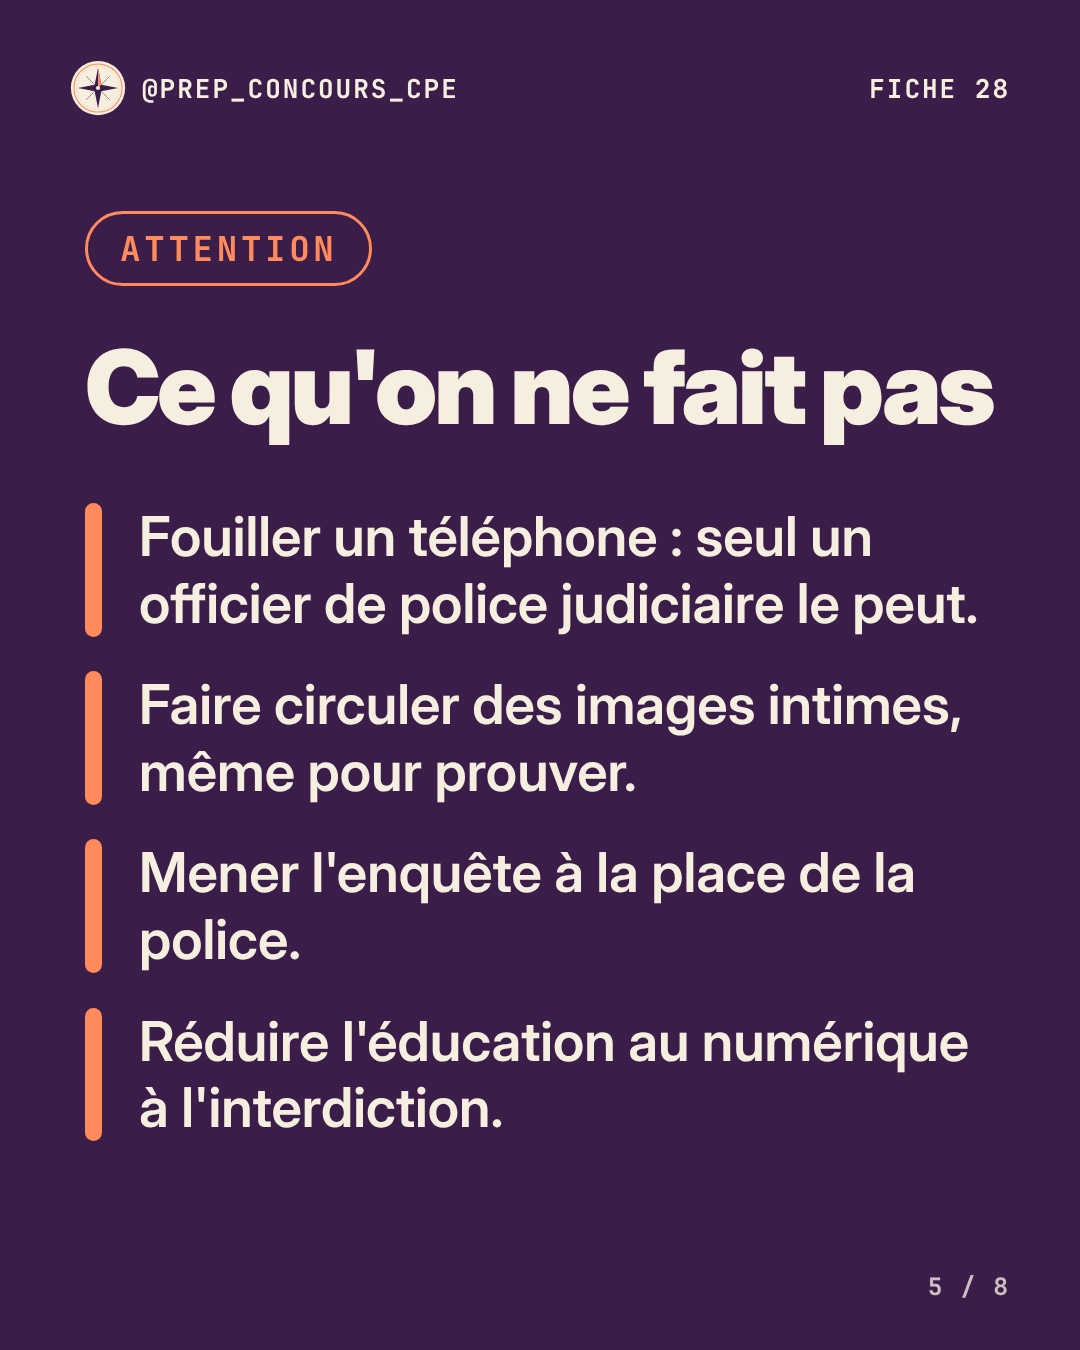 @PREP_CONCOURS_CPE
FICHE 28
ATTENTION
Ce qu'on ne fait pas
Fouiller un téléphone : seul un
officier de police judiciaire le peut.
Faire circuler des images intimes,
même pour prouver.
Mener l'enquête à la place de la
police.
Réduire l'éducation au numérique
à l'interdiction.
5 / 8